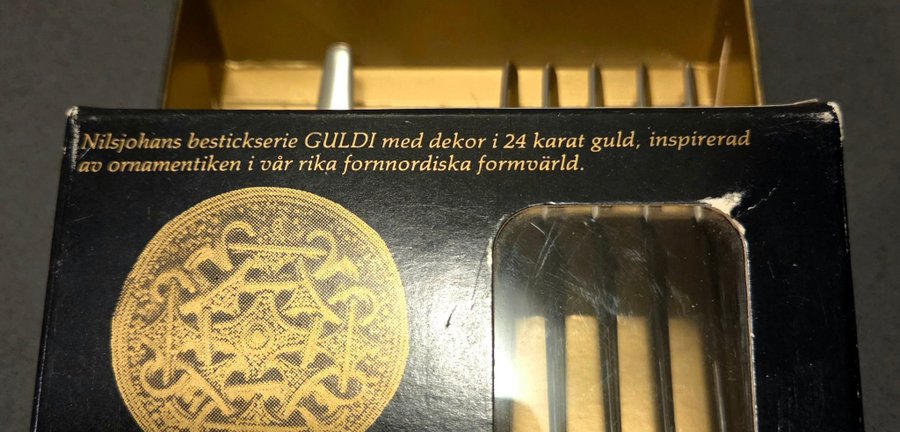 Nilsjohans bestickserie GULDI med dekor i 24 karat guld, inspirerad
av ornamentiken i vår rika fornnordiska formvärld.